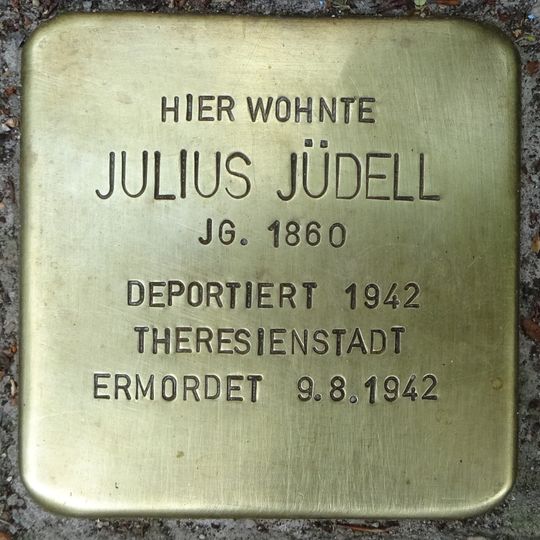 HIER WOHNTE
JULIUS JÜDELL
JG. 1860
DEPORTIERT 1942
THERESIENSTADT
ERMORDET 9.8.1942